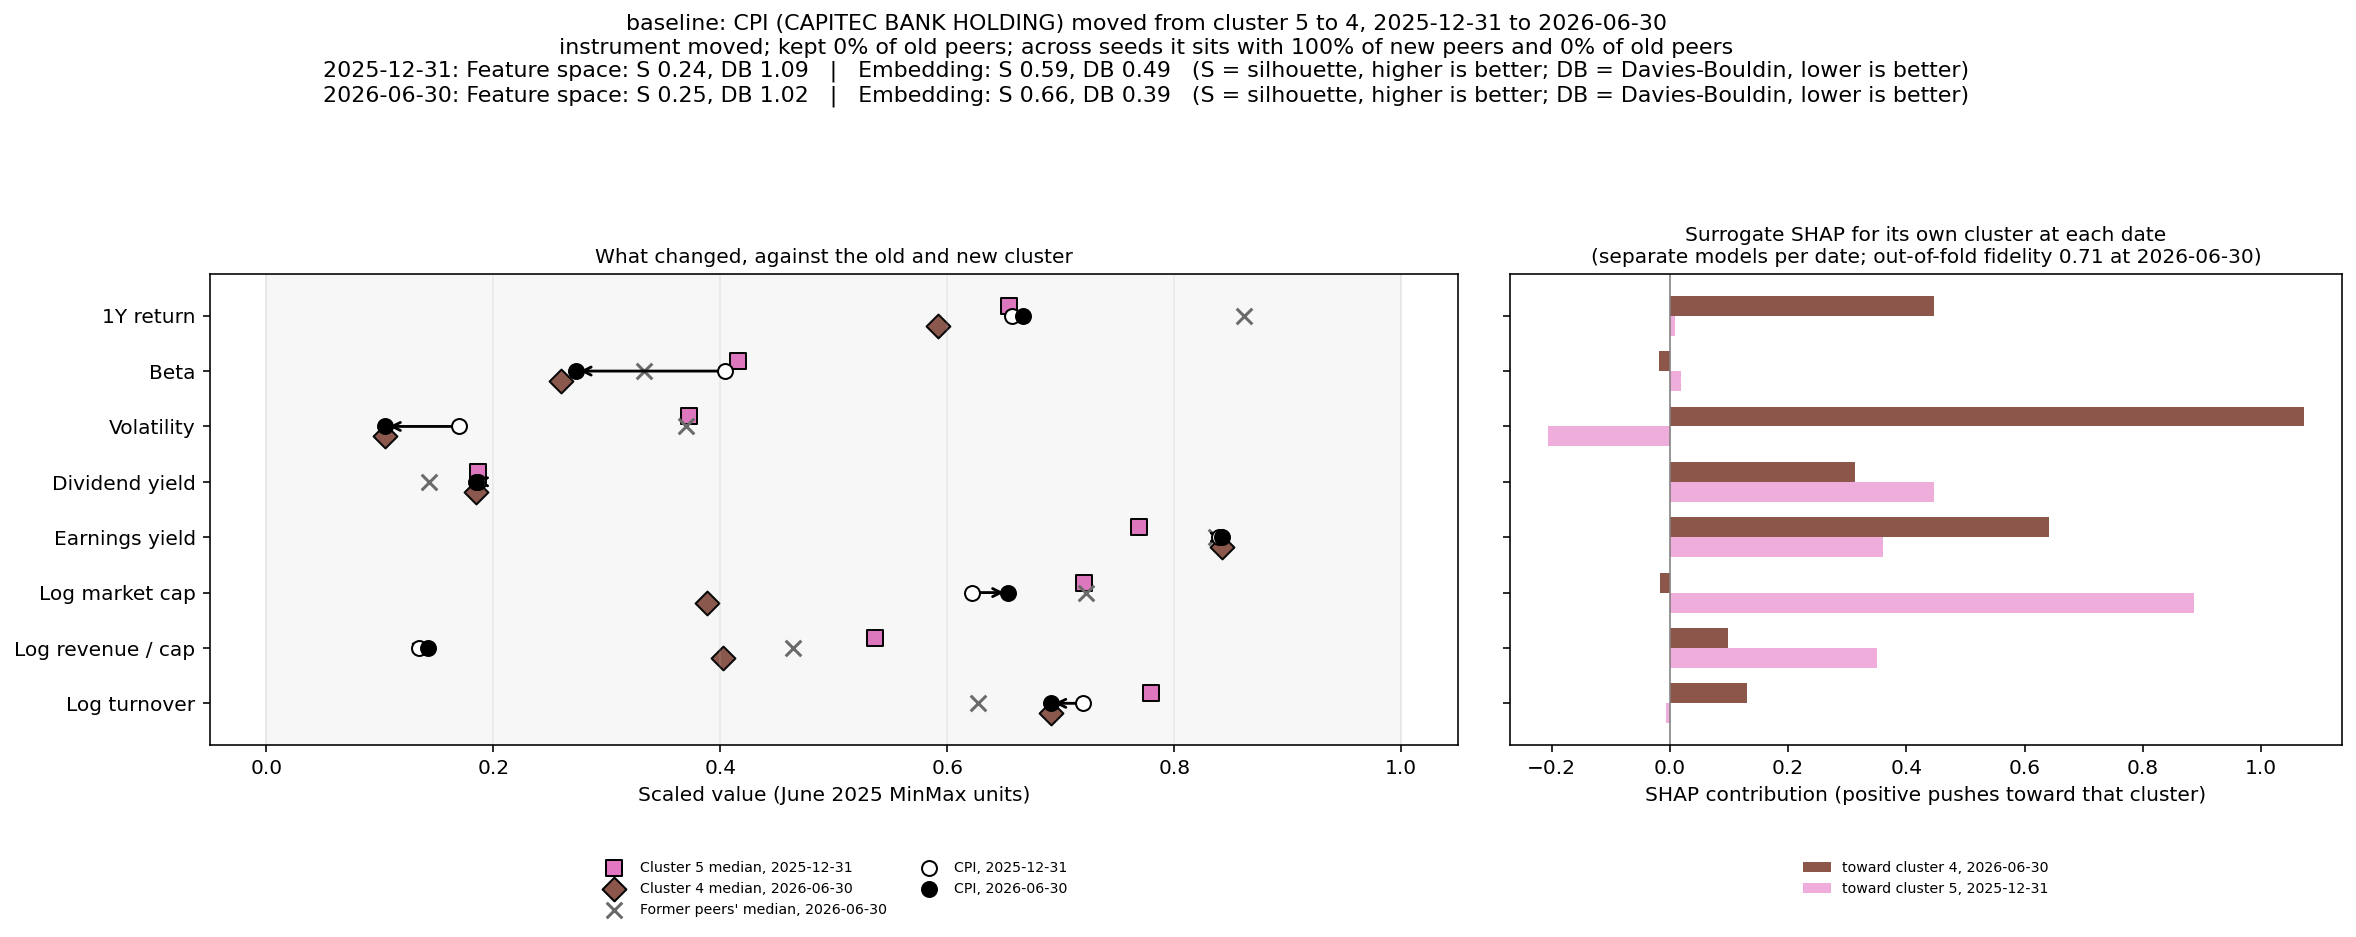 baseline: CPI (CAPITEC BANK HOLDING) moved from cluster 5 to 4, 2025-12-31 to 2026-06-30
instrument moved; kept 0% of old peers; across seeds it sits with 100% of new peers and 0% of old peers
2025-12-31: Feature space: S 0.24, DB 1.09 | Embedding: S 0.59, DB 0.49 (S = silhouette, higher is better; DB = Davies-Bouldin, lower is better)
2026-06-30: Feature space: S 0.25, DB 1.02 | Embedding: S 0.66, DB 0.39 (S = silhouette, higher is better; DB = Davies-Bouldin, lower is better)
What changed, against the old and new cluster
1Y return
Beta
Volatility
Dividend yield
Earnings yield
Log market cap
Log revenue / cap
Log turnover
0.0 0.2 0.4 0.6 0.8 1.0
Scaled value (June 2025 MinMax units)
Cluster 5 median, 2025-12-31
Cluster 4 median, 2026-06-30
Former peers' median, 2026-06-30
CPI, 2025-12-31
CPI, 2026-06-30
Surrogate SHAP for its own cluster at each date
(separate models per date; out-of-fold fidelity 0.71 at 2026-06-30)
−0.2 0.0 0.2 0.4 0.6 0.8 1.0
SHAP contribution (positive pushes toward that cluster)
toward cluster 4, 2026-06-30
toward cluster 5, 2025-12-31